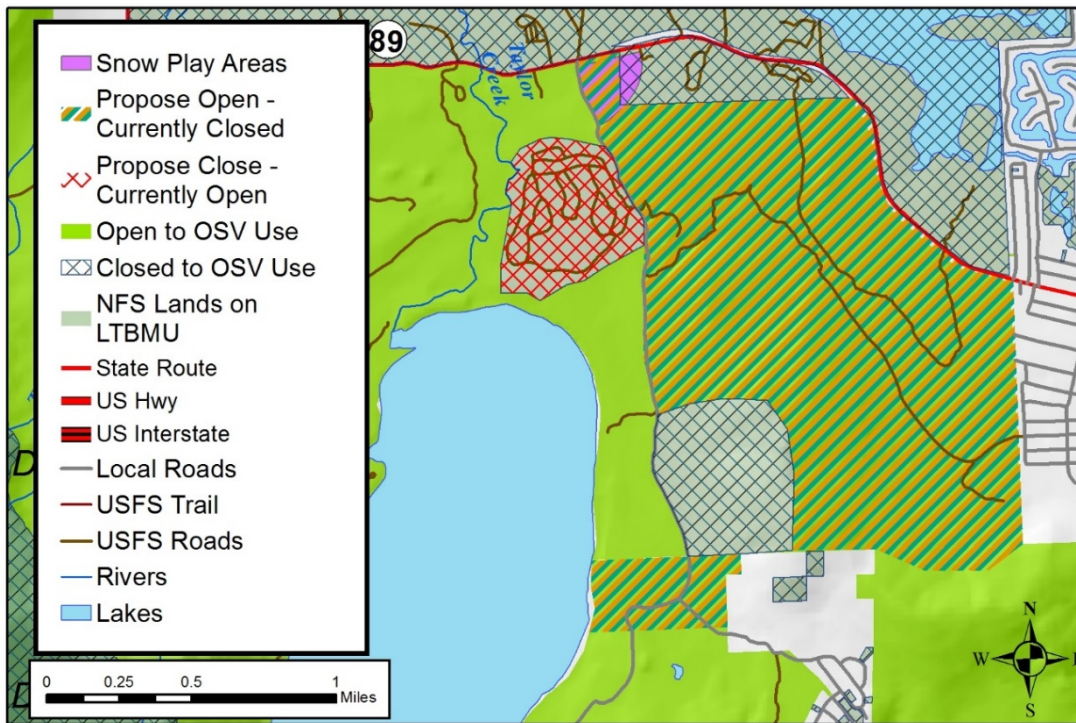 89
Taylor
Creek
Snow Play Areas
Propose Open -
Currently Closed
Propose Close -
Currently Open
Open to OSV Use
Closed to OSV Use
NFS Lands on
LTBMU
State Route
US Hwy
US Interstate
Local Roads
USFS Trail
USFS Roads
Rivers
Lakes
D
D
0 0.25 0.5 1
Miles
N
W E
S